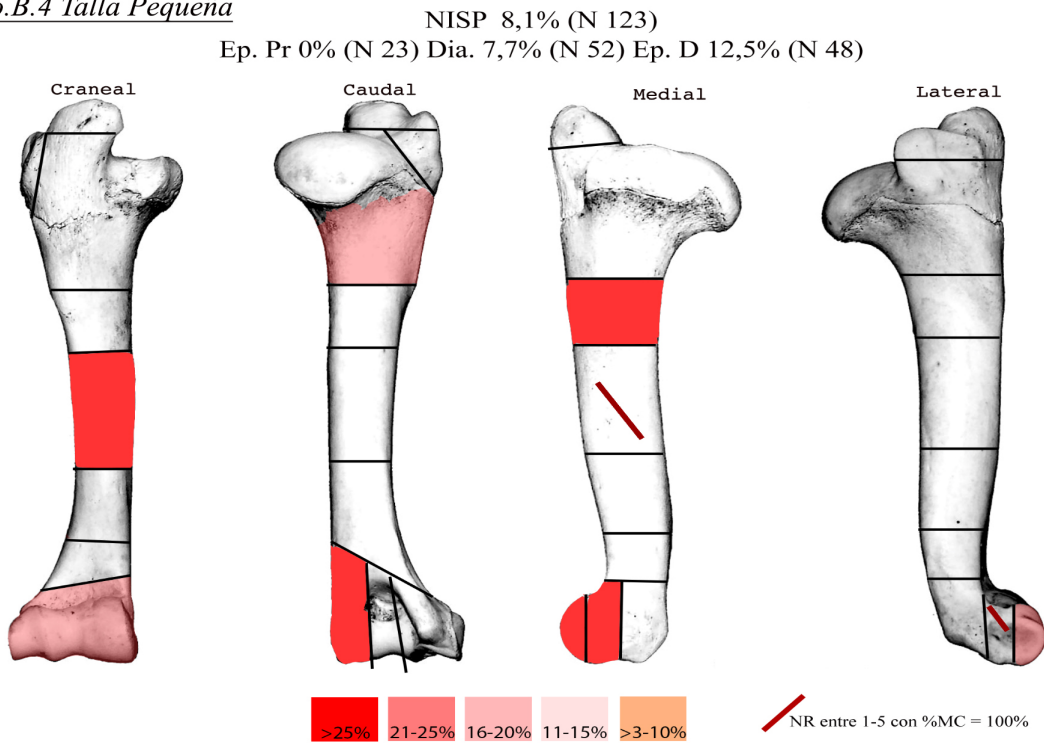 .B.4 Talla Pequeña
NISP 8,1% (N 123)
Ep. Pr 0% (N 23) Dia. 7,7% (N 52) Ep. D 12,5% (N 48)
Craneal
Caudal
Medial
Lateral
>25%
21-25%
16-20%
11-15%
>3-10%
NR entre 1-5 con %MC = 100%